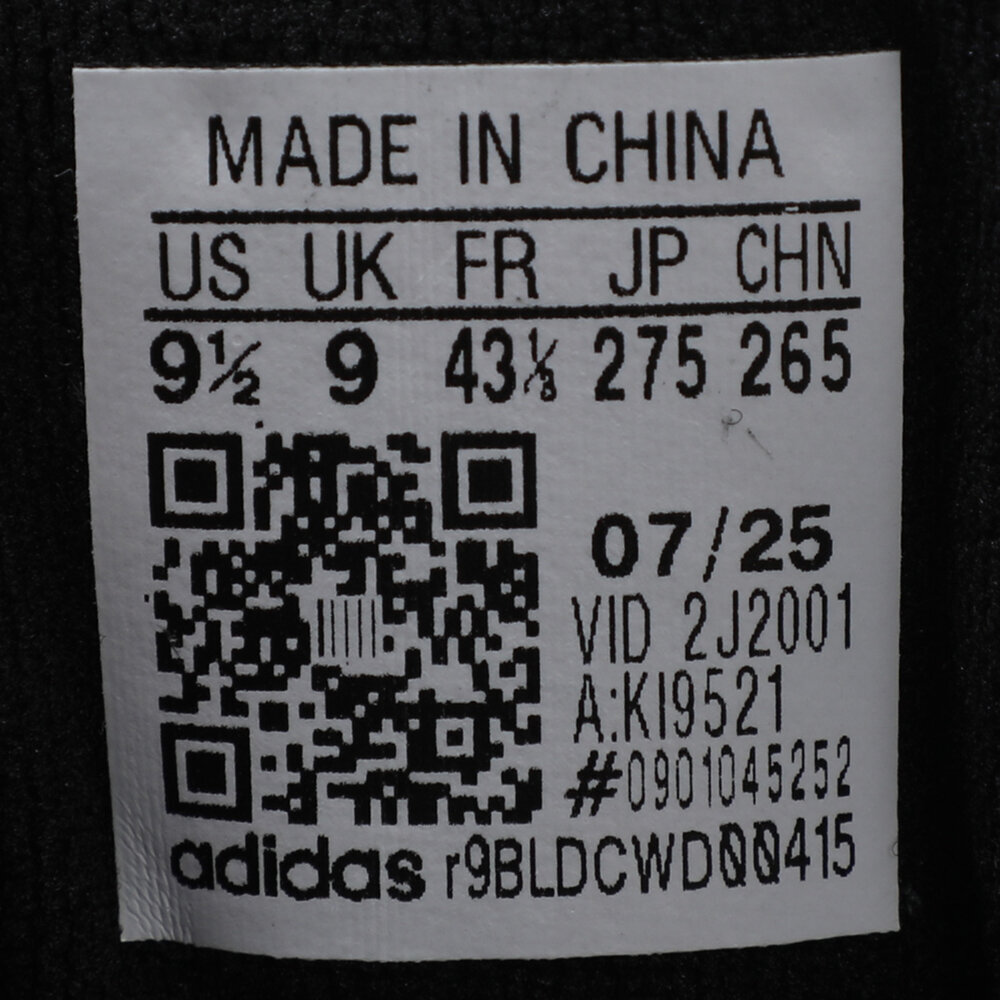 MADE IN CHINA
US UK FR JP CHN
9½ 9 43⅓ 275 265
07/25
VID 2J2001
A:KI9521
#0901045252
adidas r9BLDCWD00415